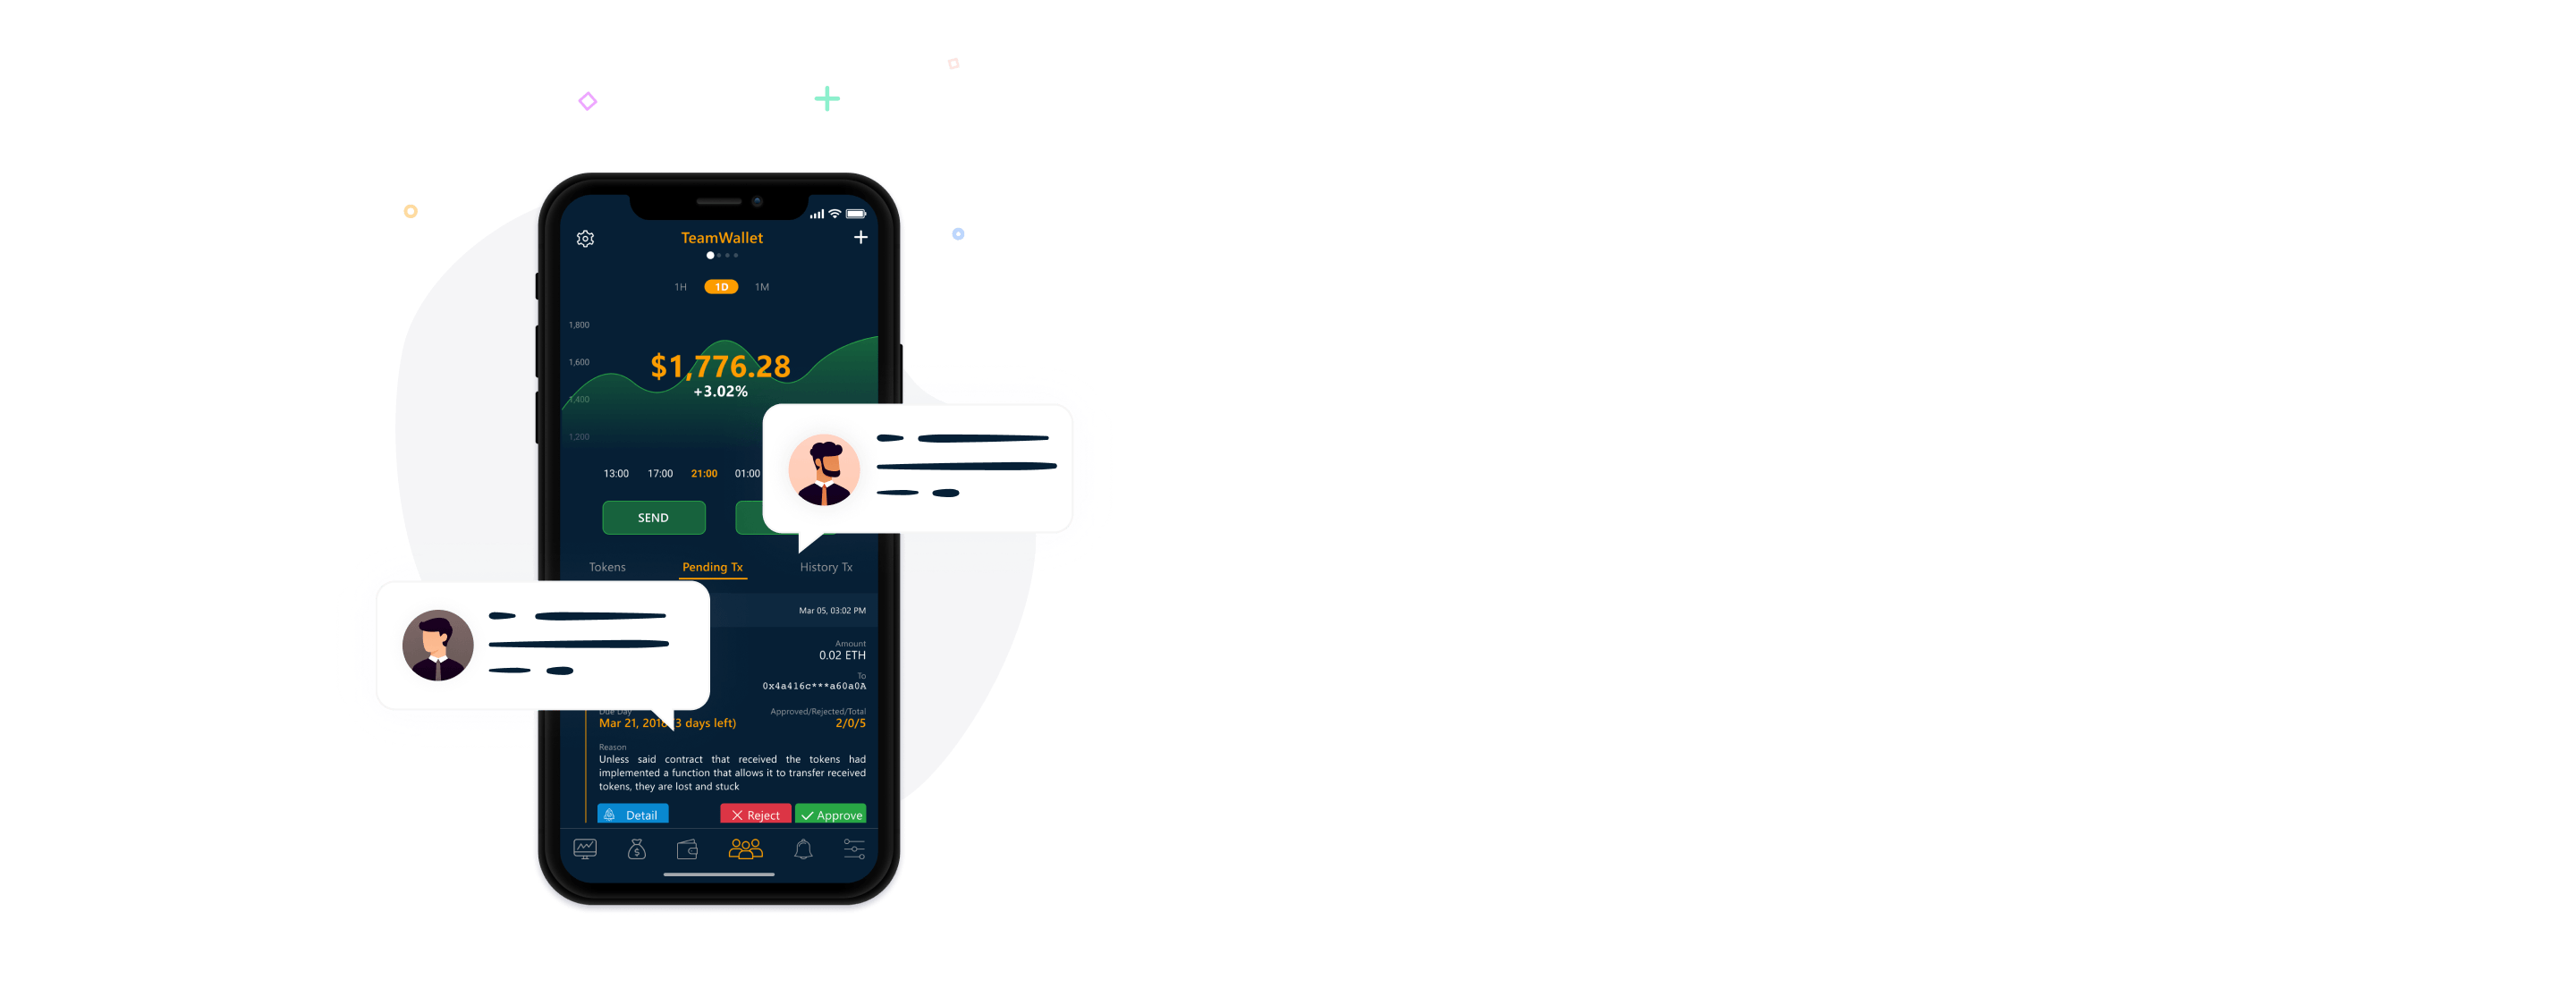 TeamWallet
1H 1D 1M
1,800
1,600
$1,776.28
+3.02%
1,400
1,200
13:00 17:00 21:00 01:00
SEND
Tokens Pending Tx History Tx
Mar 05, 03:02 PM
Amount
0.02 ETH
To
0x4a416c***a60a0A
Due Day Approved/Rejected/Total
Mar 21, 2018 (3 days left) 2/0/5
Reason
Unless said contract that received the tokens had
implemented a function that allows it to transfer received
tokens, they are lost and stuck
Detail Reject Approve